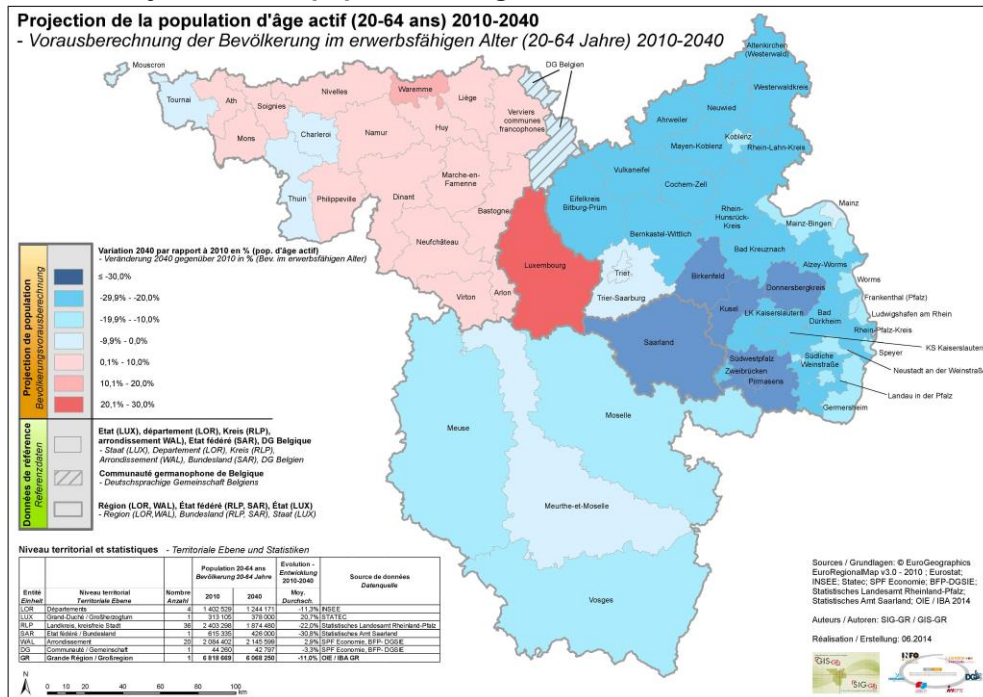 Projection de la population d'âge actif (20-64 ans) 2010-2040
- Vorausberechnung der Bevölkerung im erwerbsfähigen Alter (20-64 Jahre) 2010-2040
Mouscron
Tournai
Ath
Soignies
Nivelles
Waremme
Liège
DG Belgien
Mons
Charleroi
Namur
Huy
Verviers
communes
francophones
Thuin
Philippeville
Dinant
Marche-en-
Famenne
Bastogne
Neufchâteau
Virton
Arlon
Luxembourg
Altenkirchen
(Westerwald)
Westerwaldkreis
Neuwied
Ahrweiler
Koblenz
Mayen-Koblenz
Rhein-Lahn-Kreis
Vulkaneifel
Cochem-Zell
Eifelkreis
Bitburg-Prüm
Rhein-
Hunsrück-
Kreis
Mainz
Mainz-Bingen
Bernkastel-Wittlich
Bad Kreuznach
Trier
Trier-Saarburg
Birkenfeld
Alzey-Worms
Worms
Donnersbergkreis
Frankenthal (Pfalz)
Kusel
Ludwigshafen am Rhein
LK Kaiserslautern
Bad
Dürkheim
Rhein-Pfalz-Kreis
KS Kaiserslautern
Saarland
Speyer
Südwestpfalz
Südliche
Weinstraße
Neustadt an der Weinstraße
Zweibrücken
Pirmasens
Landau in der Pfalz
Germersheim
Meuse
Moselle
Meurthe-et-Moselle
Vosges
Projection de population
Bevölkerungsvorausberechnung
Variation 2040 par rapport à 2010 en % (pop. d'âge actif)
- Veränderung 2040 gegenüber 2010 in % (Bev. im erwerbsfähigen Alter)
≤ -30,0%
-29,9% - -20,0%
-19,9% - -10,0%
-9,9% - 0,0%
0,1% - 10,0%
10,1% - 20,0%
20,1% - 30,0%
Données de référence
Referenzdaten
Etat (LUX), département (LOR), Kreis (RLP),
arrondissement WAL), Etat fédéré (SAR), DG Belgique
- Staat (LUX), Departement (LOR), Kreis (RLP),
Arrondissement (WAL), Bundesland (SAR), DG Belgien
Communauté germanophone de Belgique
- Deutschsprachige Gemeinschaft Belgiens
Région (LOR, WAL), État fédéré (RLP, SAR), État (LUX)
- Region (LOR,WAL), Bundesland (RLP, SAR), Staat (LUX)
Niveau territorial et statistiques - Territoriale Ebene und Statistiken
Entité Einheit Niveau territorial Territoriale Ebene Nombre Anzahl Population 20-64 ans Bevölkerung 20-64 Jahre 2010 2040 Evolution - Entwicklung 2010-2040 Moy. Durchsch. Source de données Datenquelle
LOR Départements 4 1 402 529 1 244 171 -11,3% INSEE
LUX Grand-Duché / Großherzogtum 1 313 106 378 000 20,7% STATEC
RLP Landkreis, kreisfreie Stadt 36 2 403 298 1 874 480 -22,0% Statistisches Landesamt Rheinland-Pfalz
SAR Etat fédéré / Bundesland 1 615 335 426 000 -30,8% Statistisches Amt Saarland
WAL Arrondissement 20 2 084 402 2 145 599 2,9% SPF Economie, BFP- DGSIE
DG Communauté / Gemeinschaft 1 44 260 42 797 -3,3% SPF Economie, BFP- DGSIE
GR Grande Région / Großregion 1 6 818 669 6 068 250 -11,0% OIE / IBA GR
N
0 10 20 40 60 80 100
km
Sources / Grundlagen: © EuroGeographics
EuroRegionalMap v3.0 - 2010 ; Eurostat;
INSEE; Statec; SPF Economie; BFP-DGSIE;
Statistisches Landesamt Rheinland-Pfalz;
Statistisches Amt Saarland; OIE / IBA 2014
Auteurs / Autoren: SIG-GR / GIS-GR
Réalisation / Erstellung: 06.2014
GIS-GR
SIG-GR